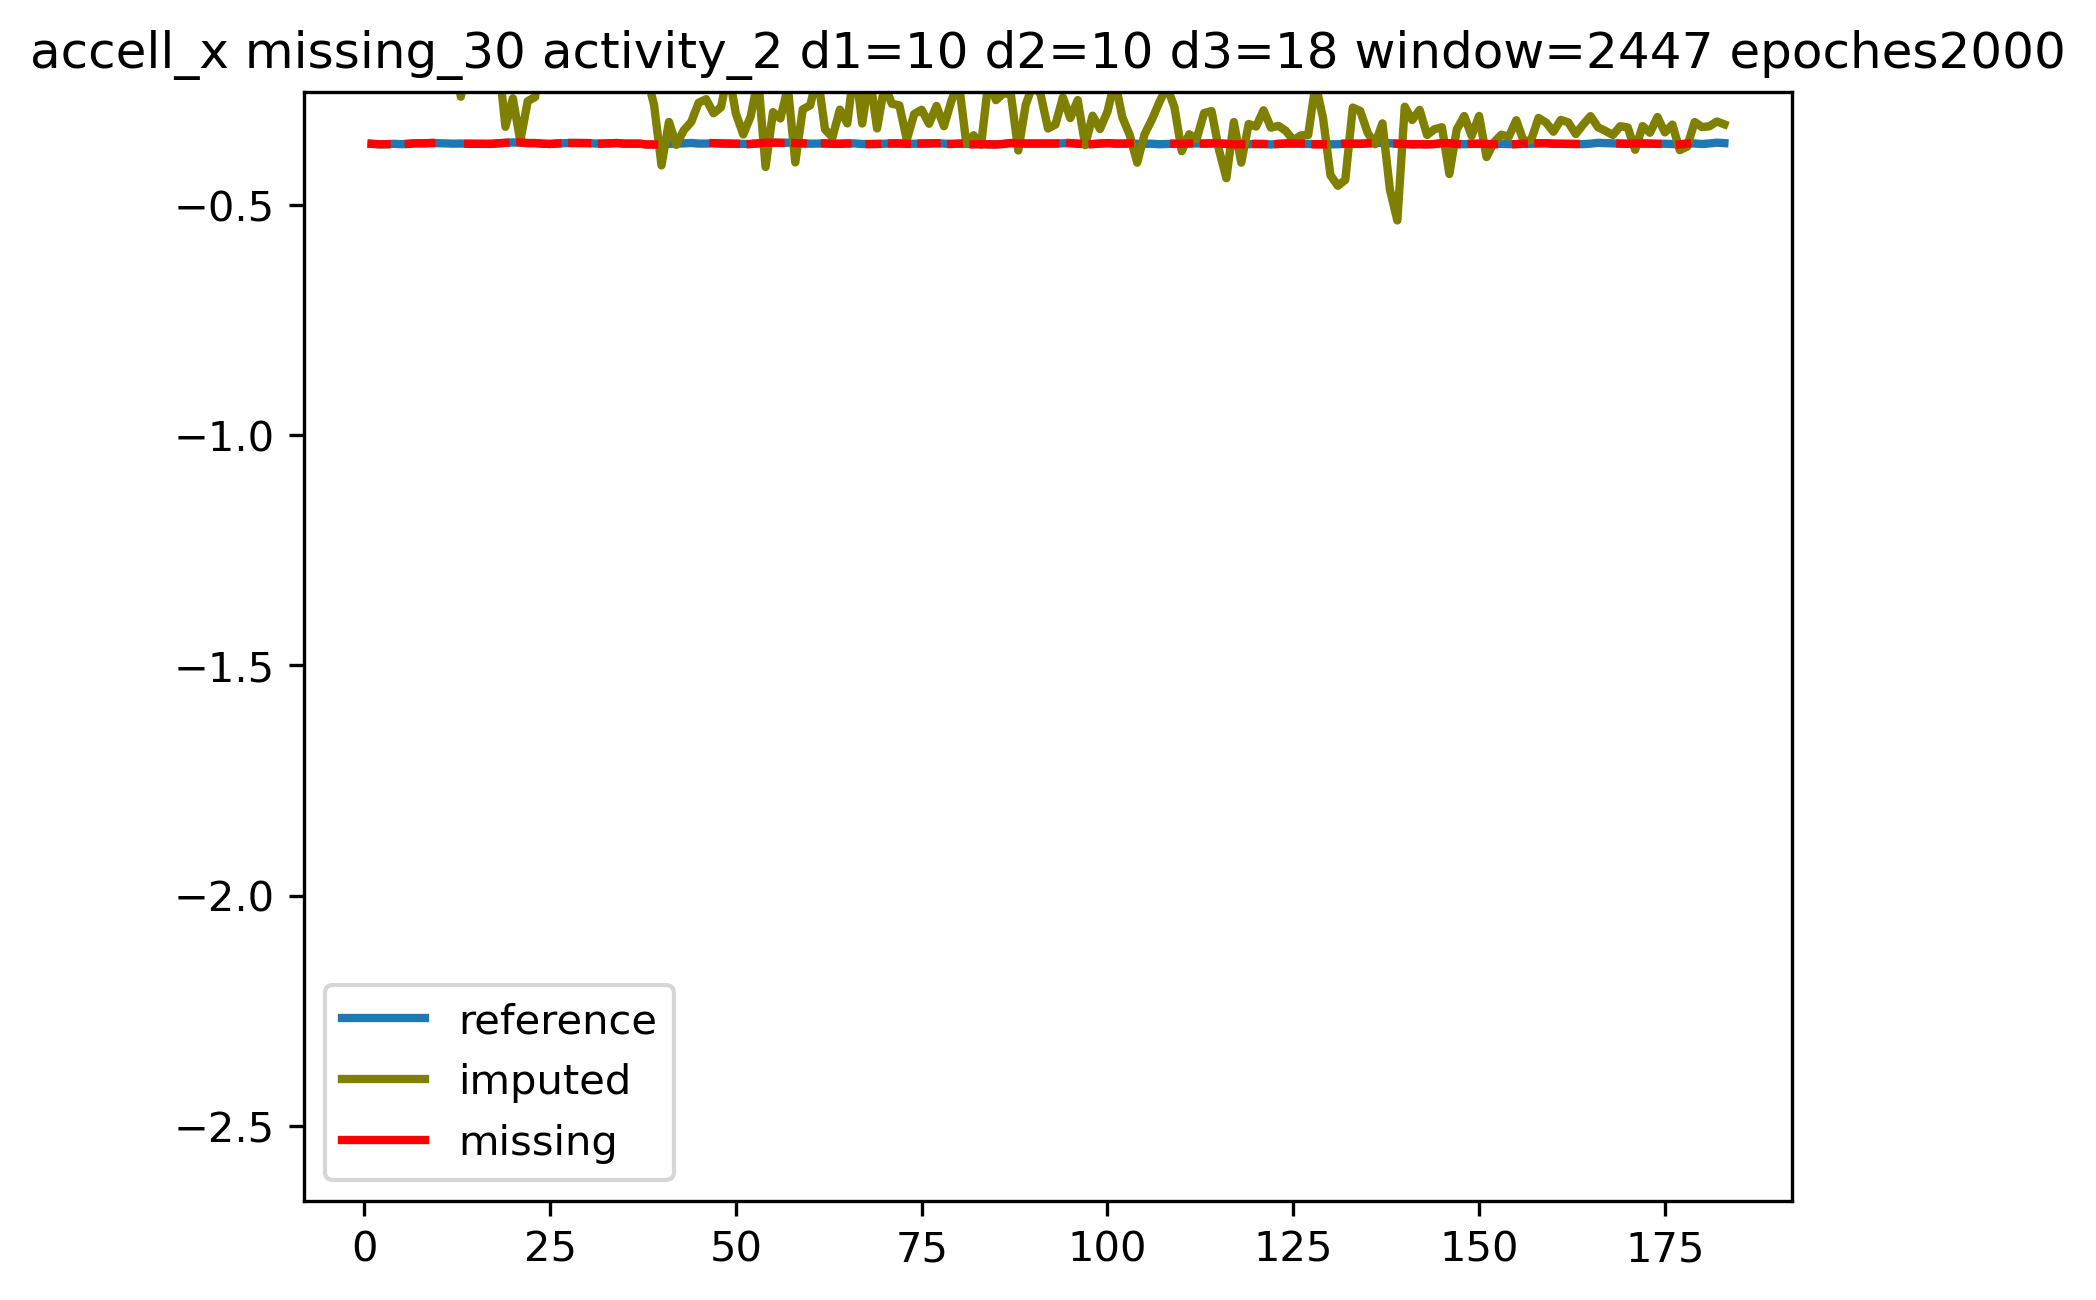 accell_x missing_30 activity_2 d1=10 d2=10 d3=18 window=2447 epoches2000
−0.5
−1.0
−1.5
−2.0
−2.5
reference
imputed
missing
0 25 50 75 100 125 150 175